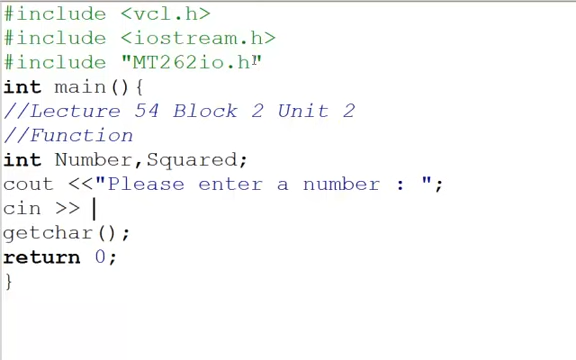 #include <vcl.h>
#include <iostream.h>
#include "MT262io.h"
int main(){
//Lecture 54 Block 2 Unit 2
//Function
int Number,Squared;
cout <<"Please enter a number : ";
cin >>
getchar();
return 0;
}